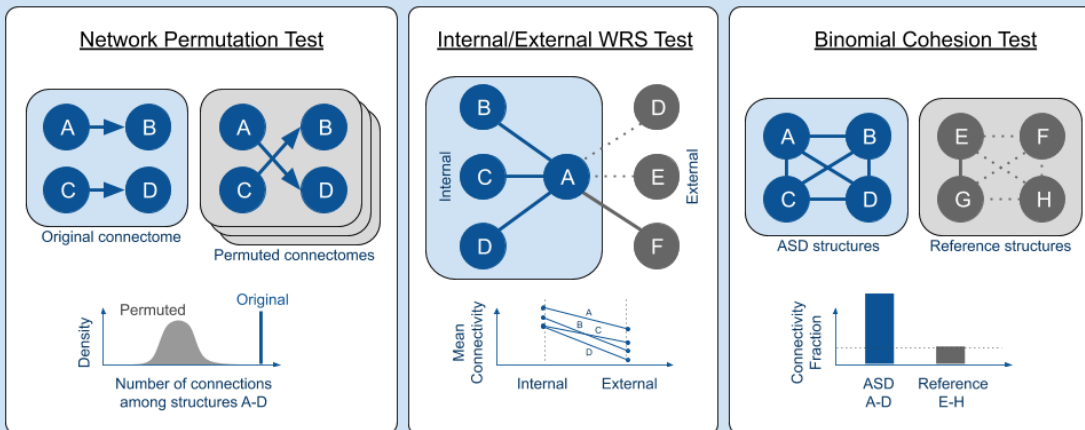 Network Permutation Test
A
B
C
D
Original connectome
A
B
C
D
Permuted connectomes
Density
Permuted
Original
Number of connections
among structures A-D
Internal/External WRS Test
Internal
B
C
D
A
D
E
F
External
Mean
Connectivity
A
B
C
D
Internal
External
Binomial Cohesion Test
A
B
C
D
ASD structures
E
F
G
H
Reference structures
Connectivity
Fraction
ASD
A-D
Reference
E-H